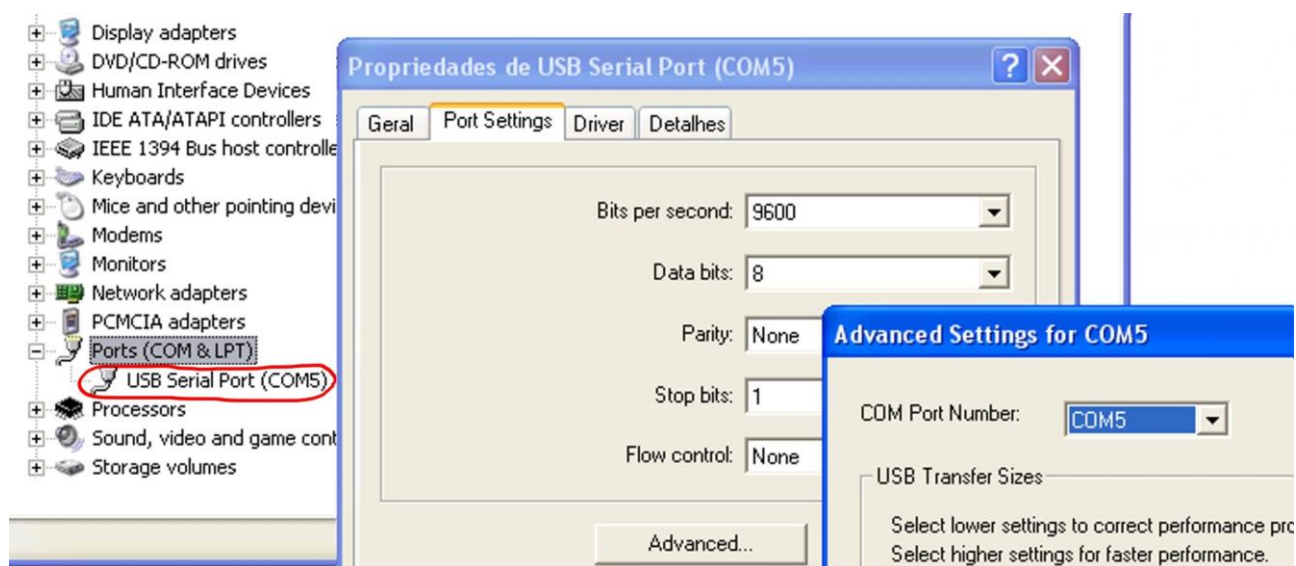 Display adapters
DVD/CD-ROM drives
Human Interface Devices
IDE ATA/ATAPI controllers
IEEE 1394 Bus host controlle
Keyboards
Mice and other pointing devi
Modems
Monitors
Network adapters
PCMCIA adapters
Ports (COM & LPT)
USB Serial Port (COM5)
Processors
Sound, video and game cont
Storage volumes
Propriedades de USB Serial Port (COM5)
Geral Port Settings Driver Detalhes
Bits per second: 9600
Data bits: 8
Parity: None
Stop bits: 1
Flow control: None
Advanced...
Advanced Settings for COM5
COM Port Number: COM5
USB Transfer Sizes
Select lower settings to correct performance pro
Select higher settings for faster performance.